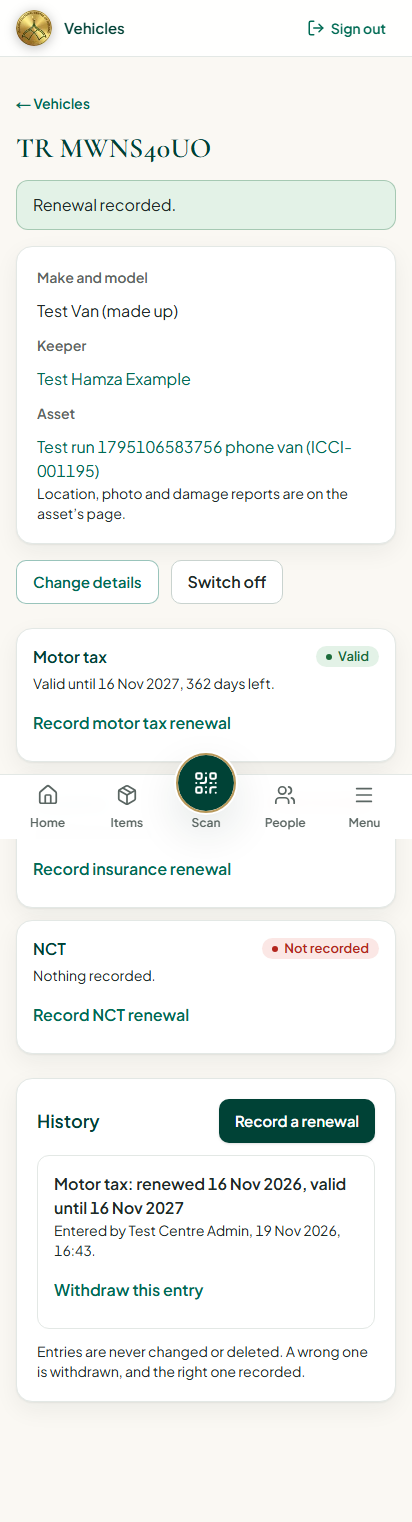 Vehicles
Sign out
← Vehicles
TR MWNS40UO
Renewal recorded.
Make and model
Test Van (made up)
Keeper
Test Hamza Example
Asset
Test run 1795106583756 phone van (ICCI-
001195)
Location, photo and damage reports are on the
asset's page.
Change details
Switch off
Motor tax
Valid
Valid until 16 Nov 2027, 362 days left.
Record motor tax renewal
Home
Items
Scan
People
Menu
Record insurance renewal
NCT
Not recorded
Nothing recorded.
Record NCT renewal
History
Record a renewal
Motor tax: renewed 16 Nov 2026, valid
until 16 Nov 2027
Entered by Test Centre Admin, 19 Nov 2026,
16:43.
Withdraw this entry
Entries are never changed or deleted. A wrong one
is withdrawn, and the right one recorded.